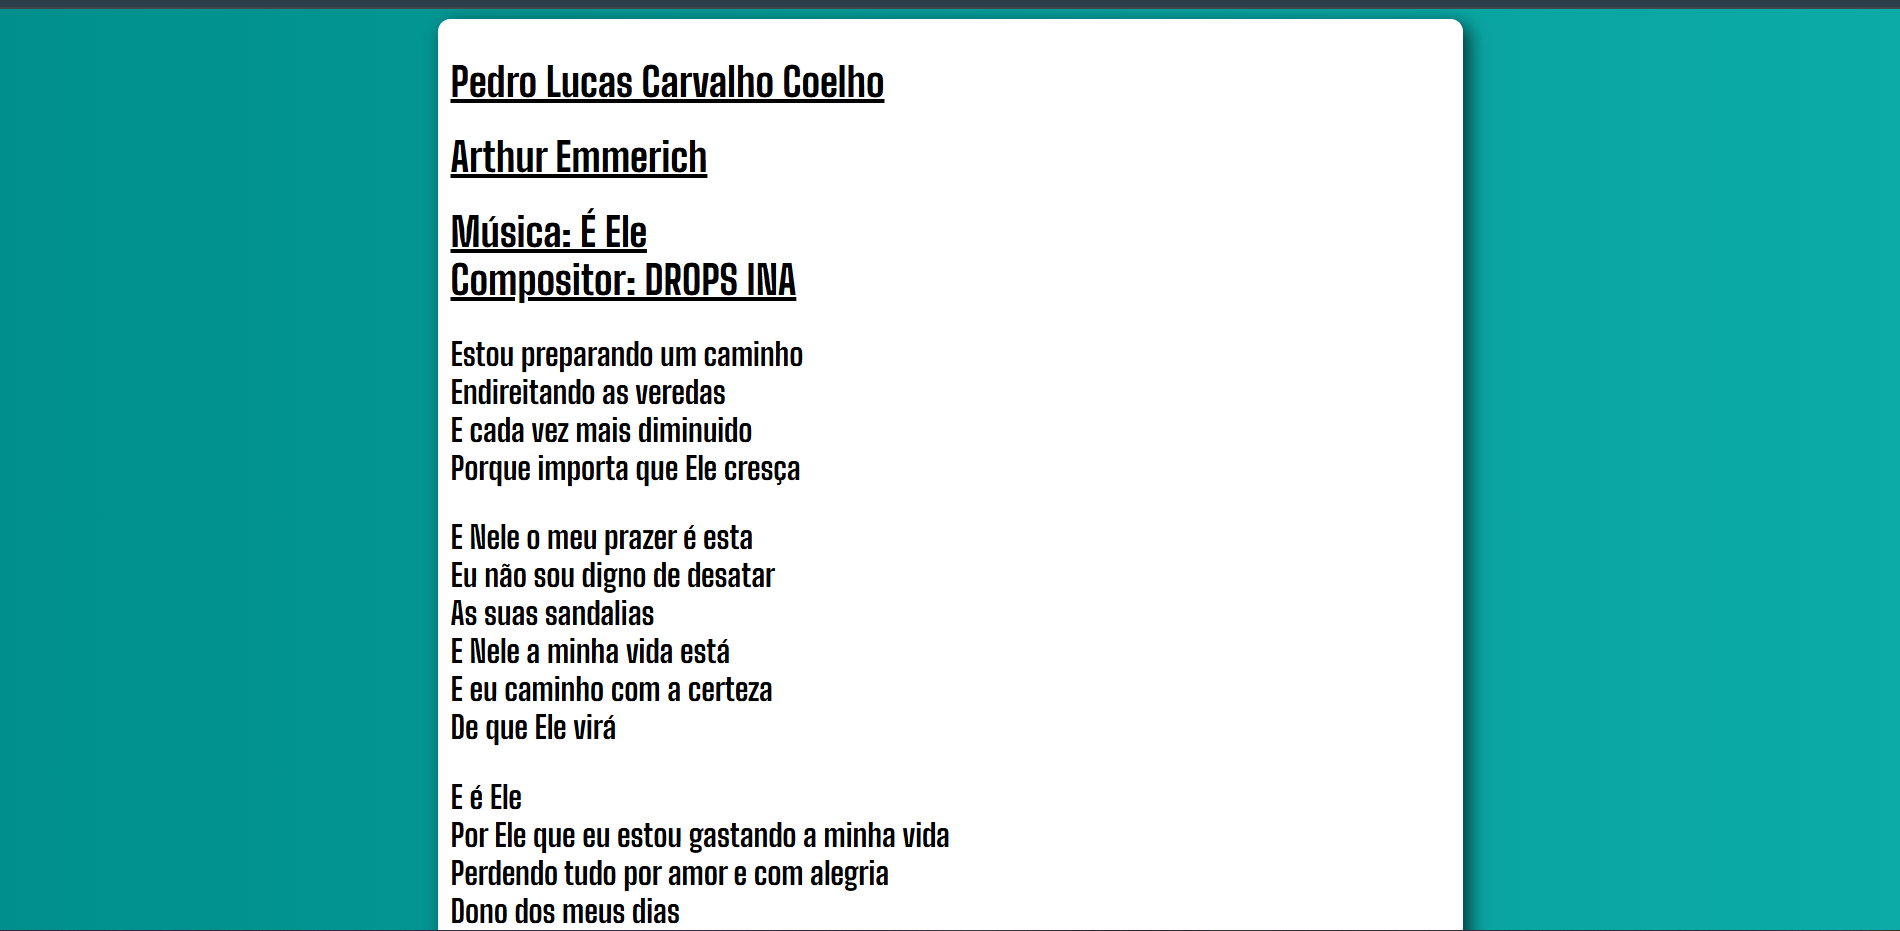 Pedro Lucas Carvalho Coelho
Arthur Emmerich
Música: É Ele
Compositor: DROPS INA
Estou preparando um caminho
Endireitando as veredas
E cada vez mais diminuido
Porque importa que Ele cresça
E Nele o meu prazer é esta
Eu não sou digno de desatar
As suas sandalias
E Nele a minha vida está
E eu caminho com a certeza
De que Ele virá
E é Ele
Por Ele que eu estou gastando a minha vida
Perdendo tudo por amor e com alegria
Dono dos meus dias